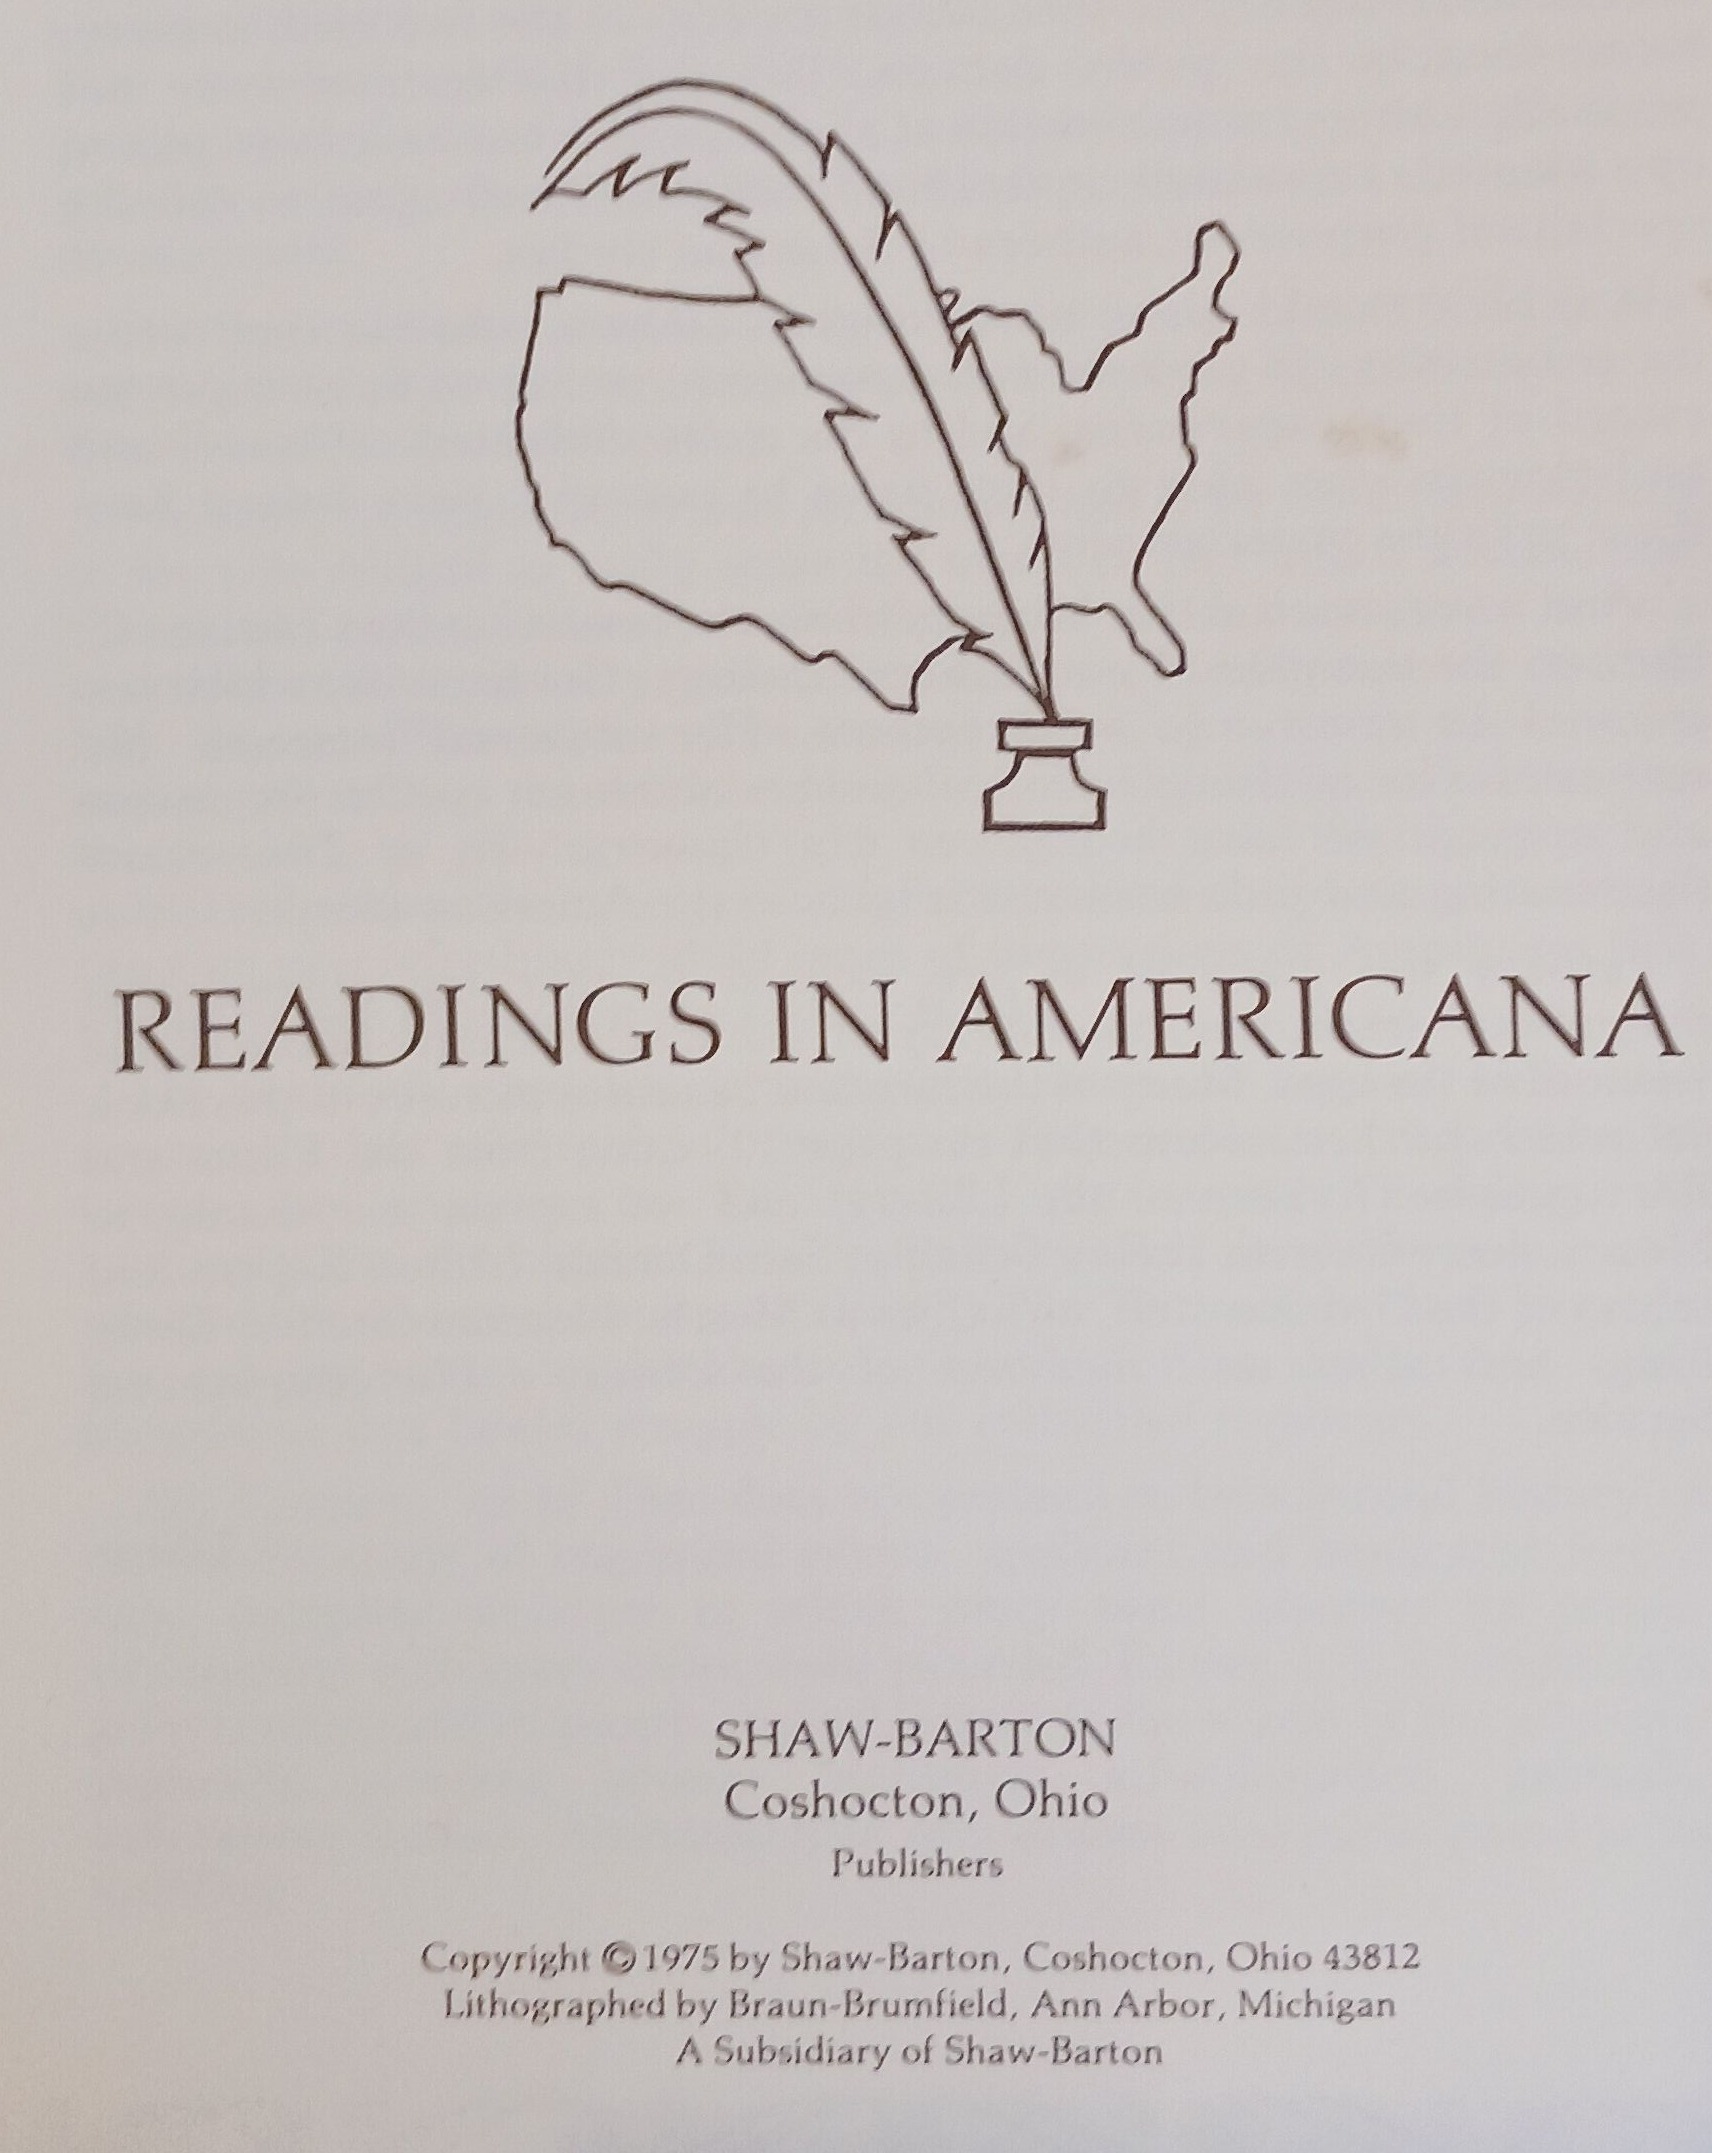 READINGS IN AMERICANA
SHAW-BARTON
Coshocton, Ohio
Publishers
Copyright ©1975 by Shaw-Barton, Coshocton, Ohio 43812
Lithographed by Braun-Brumfield, Ann Arbor, Michigan
A Subsidiary of Shaw-Barton